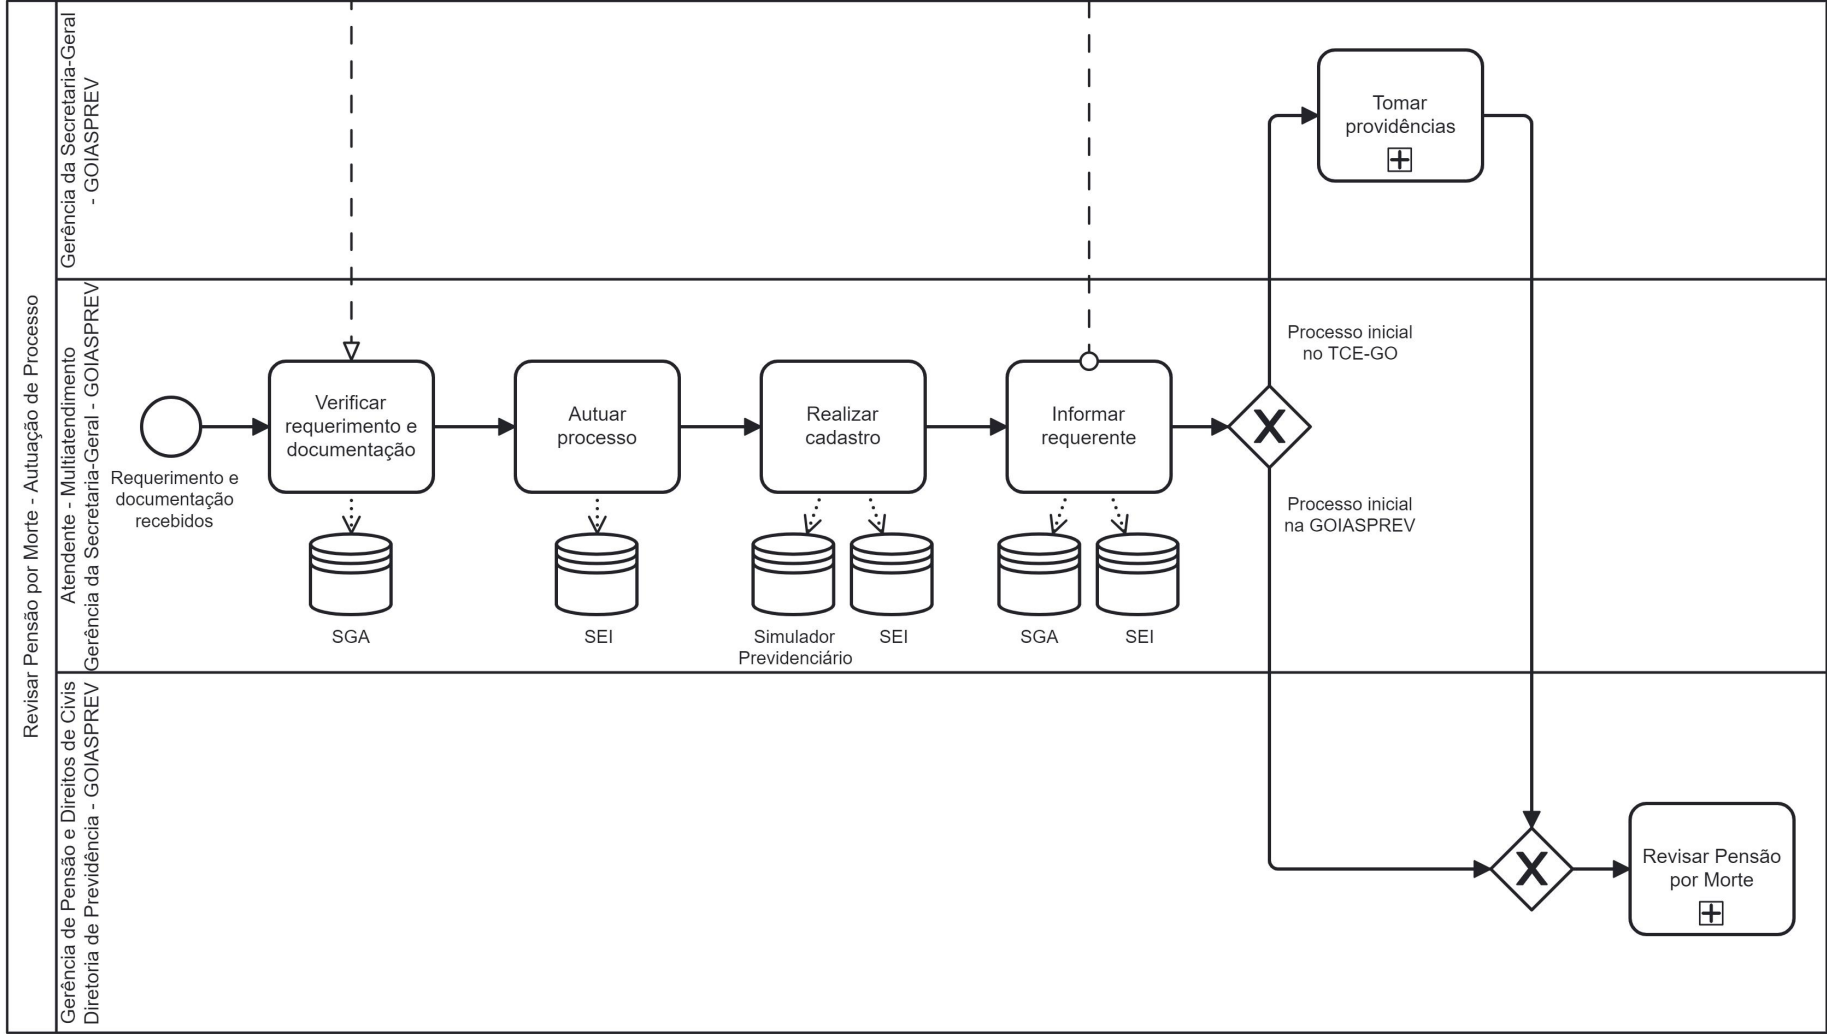 Revisar Pensão por Morte - Autuação de Processo
Gerência da Secretaria-Geral
- GOIASPREV
Tomar
providências
Atendente - Multiatendimento
Gerência da Secretaria-Geral - GOIASPREV
Requerimento e
documentação
recebidos
Verificar
requerimento e
documentação
Autuar
processo
Realizar
cadastro
Informar
requerente
Processo inicial
no TCE-GO
Processo inicial
na GOIASPREV
SGA
SEI
Simulador
Previdenciário
SEI
SGA
SEI
Gerência de Pensão e Direitos de Civis
Diretoria de Previdência - GOIASPREV
Revisar Pensão
por Morte